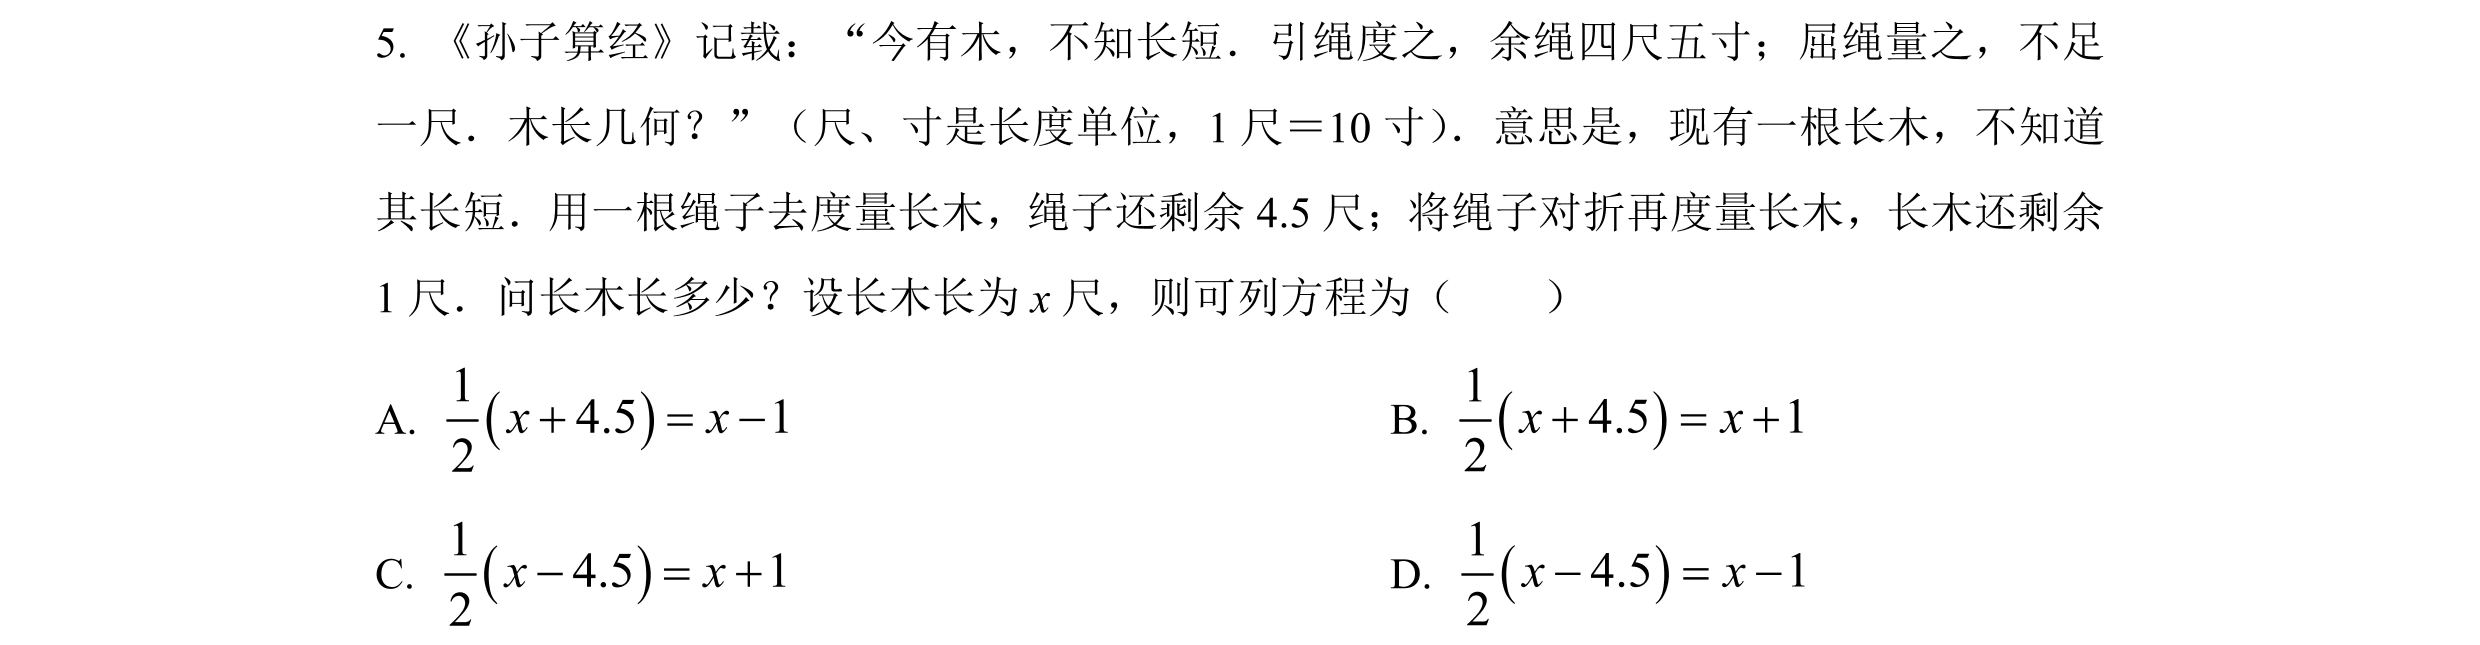 5. 《孙子算经》记载：“今有木，不知长短．引绳度之，余绳四尺五寸；屈绳量之，不足
一尺．木长几何？”（尺、寸是长度单位，1 尺＝10 寸）．意思是，现有一根长木，不知道
其长短．用一根绳子去度量长木，绳子还剩余 4.5 尺；将绳子对折再度量长木，长木还剩余
1 尺．问长木长多少？设长木长为 x 尺，则可列方程为（　　）
A. \frac{1}{2}(x+4.5)=x−1 B. \frac{1}{2}(x+4.5)=x+1
C. \frac{1}{2}(x−4.5)=x+1 D. \frac{1}{2}(x−4.5)=x−1